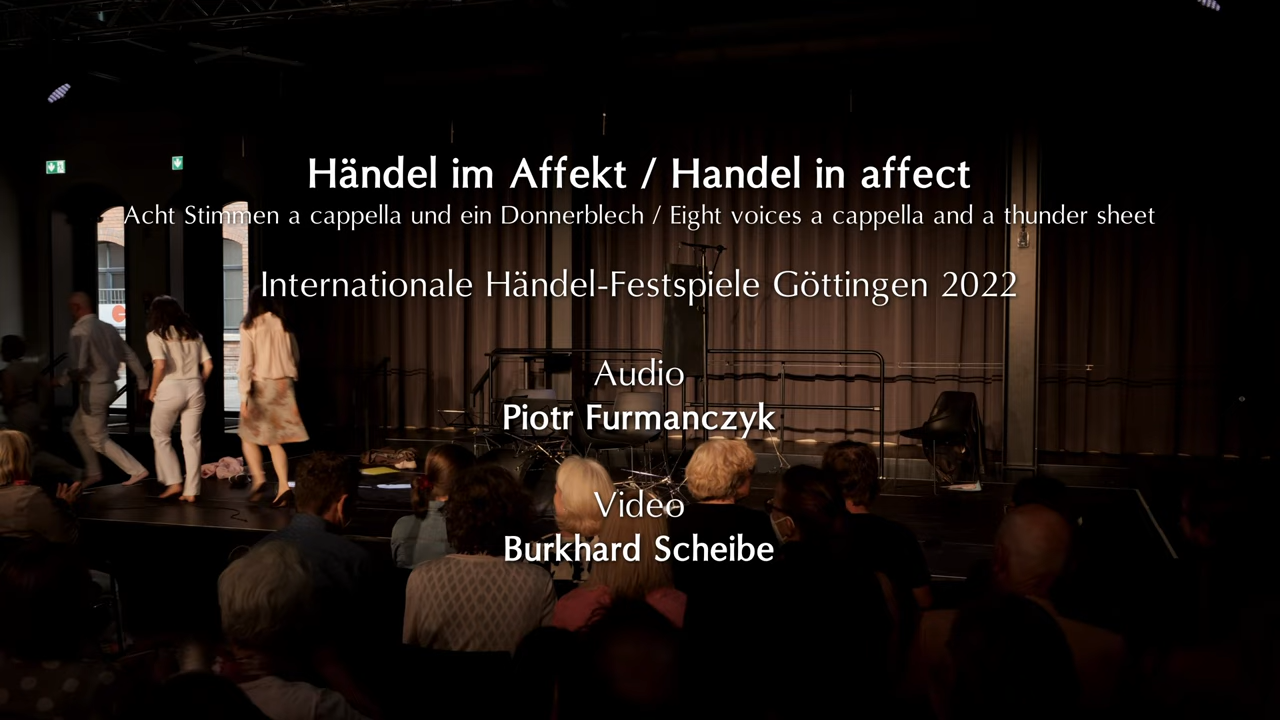 Händel im Affekt / Handel in affect
Acht Stimmen a cappella und ein Donnerblech / Eight voices a cappella and a thunder sheet
Internationale Händel-Festspiele Göttingen 2022
Audio
Piotr Furmanczyk
Video
Burkhard Scheibe